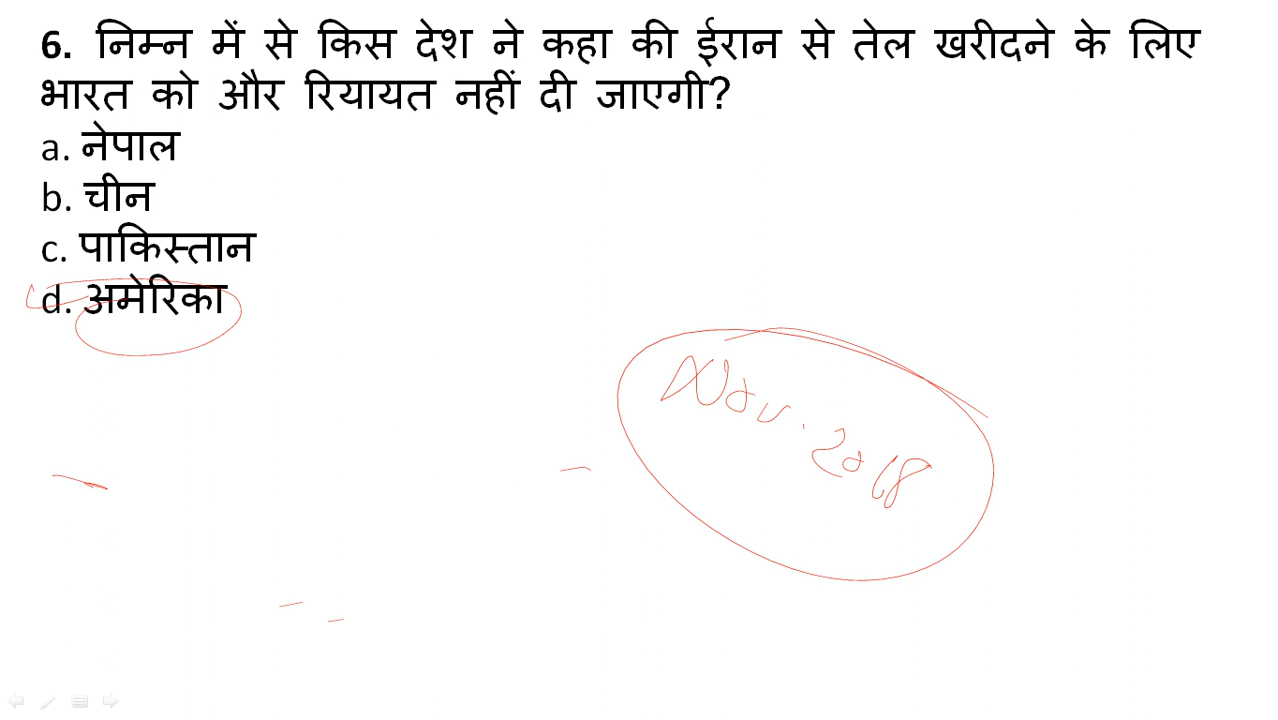 6. निम्न में से किस देश ने कहा की ईरान से तेल खरीदने के लिए
भारत को और रियायत नहीं दी जाएगी?
a. नेपाल
b. चीन
c. पाकिस्तान
d. अमेरिका
Nov. 2018